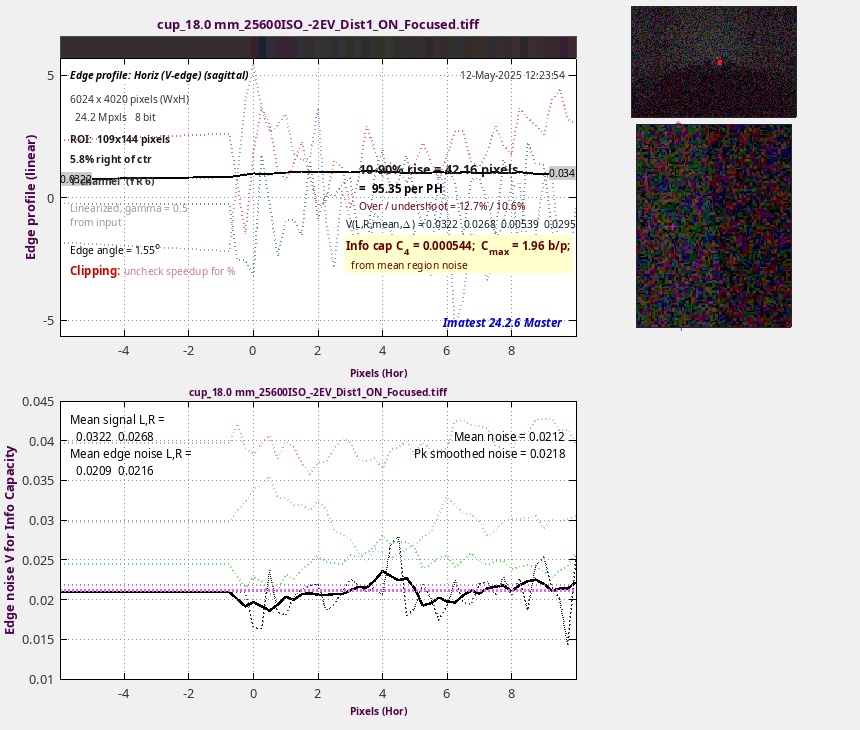 cup_18.0 mm_25600ISO_-2EV_Dist1_ON_Focused.tiff
Edge profile: Horiz (V-edge) (sagittal)
12-May-2025 12:23:54
6024 x 4020 pixels (WxH)
24.2 Mpxls   8 bit
ROI:  109x144 pixels
5.8% right of ctr
0.0322
Y channel  (YR 6)
Linearized, gamma = 0.5
from input
Edge angle = 1.55°
Clipping: uncheck speedup for %
10-90% rise = 42.16 pixels
0.034
=  95.35 per PH
Over / undershoot = 12.7% / 10.6%
V(L,R,mean,Δ) = 0.0322  0.0268  0.00539  0.0295
Info cap C4 = 0.000544;  Cmax = 1.96 b/p;
from mean region noise
Imatest 24.2.6 Master
Edge profile (linear)
5
0
-5
-4
-2
0
2
4
6
8
Pixels (Hor)
cup_18.0 mm_25600ISO_-2EV_Dist1_ON_Focused.tiff
Mean signal L,R =
0.0322  0.0268
Mean edge noise L,R =
0.0209  0.0216
Mean noise = 0.0212
Pk smoothed noise = 0.0218
Edge noise V for Info Capacity
0.045
0.04
0.035
0.03
0.025
0.02
0.015
0.01
-4
-2
0
2
4
6
8
Pixels (Hor)